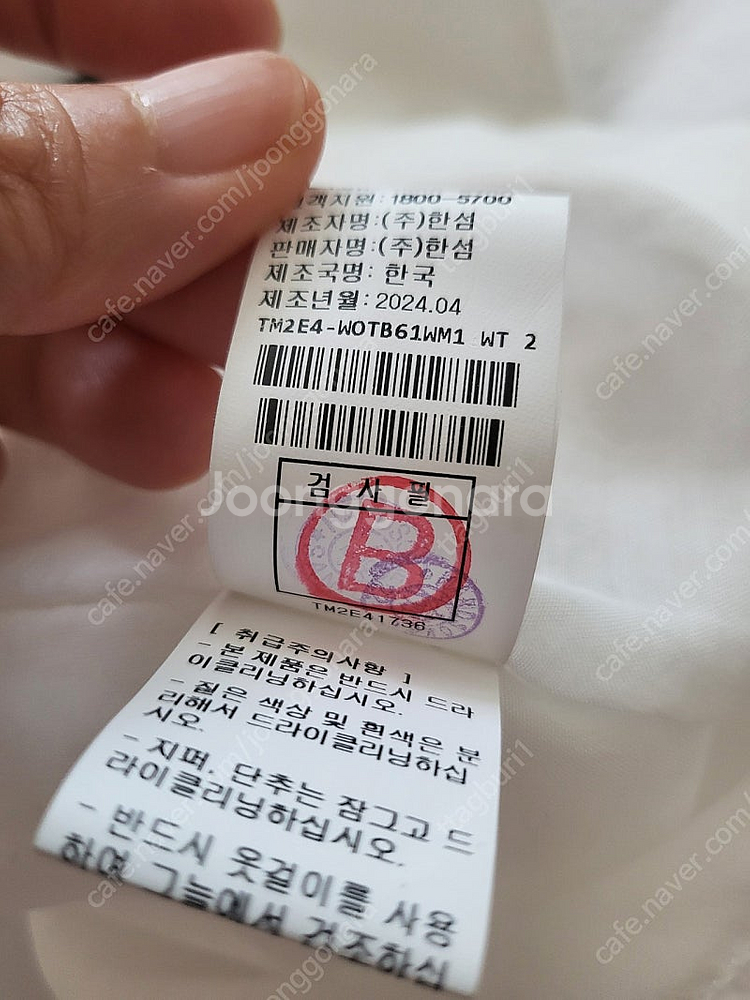 고객지원:1800-5700
제조자명:(주)한섬
판매자명:(주)한섬
제조국명: 한국
제조년월: 2024.04
TM2E4-WOTB61WM1 WT 2
검 사 필
B
TM2E41736
[ 취급주의사항 ]
- 본 제품은 반드시 드라
이클리닝하십시오.
- 짙은 색상 및 흰색은 분
리해서 드라이클리닝하십
시오.
- 지퍼, 단추는 잠그고 드
라이클리닝하십시오.
- 반드시 옷걸이를 사용
하여 그늘에서 건조하십
Joonggonara
cafe.naver.com/joonggonara
ttagburi1